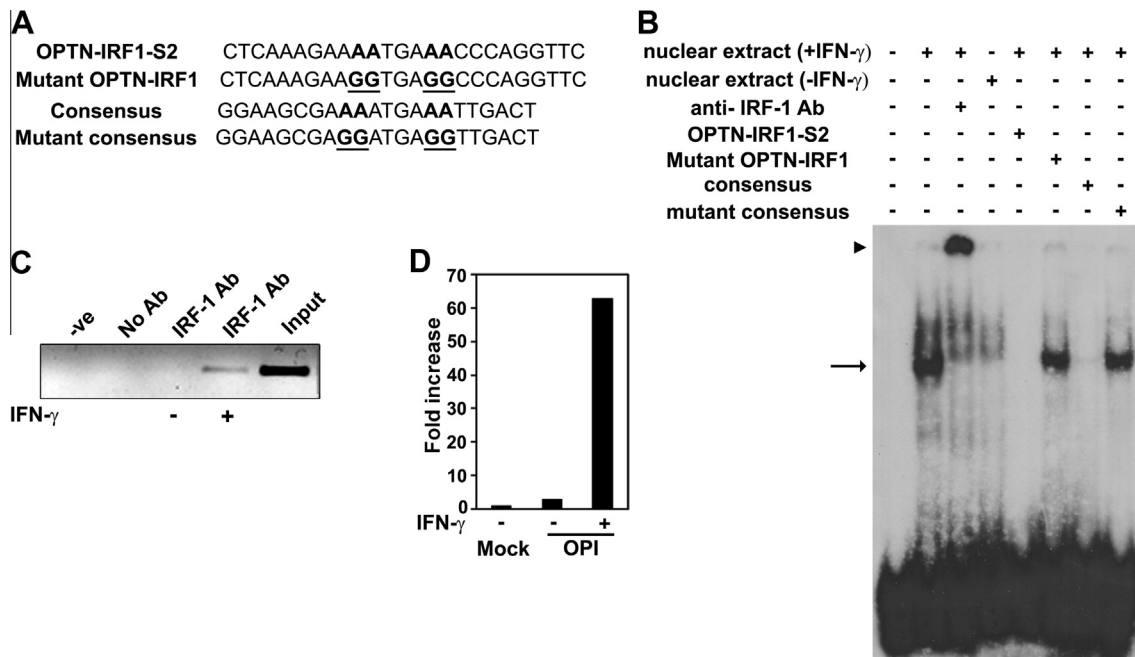 A
OPTN-IRF1-S2 CTCAAAGAAAATGAAACCCAGGTTC
Mutant OPTN-IRF1 CTCAAAGAAGGTGAGGCCCAGGTTC
Consensus GGAAGCGAAAATGAAATTGACT
Mutant consensus GGAAGCGAGGATGAGGTTGACT
B
nuclear extract (+IFN-γ) - + + - + + + +
nuclear extract (-IFN-γ) - - - + - - - -
anti- IRF-1 Ab - - + - - - - -
OPTN-IRF1-S2 - - - - + - - -
Mutant OPTN-IRF1 - - - - - + - -
consensus - - - - - - + -
mutant consensus - - - - - - - +
C
-ve No Ab IRF-1 Ab IRF-1 Ab Input
IFN-γ - +
D
Fold increase
70
60
50
40
30
20
10
0
IFN-γ - - +
Mock OPI